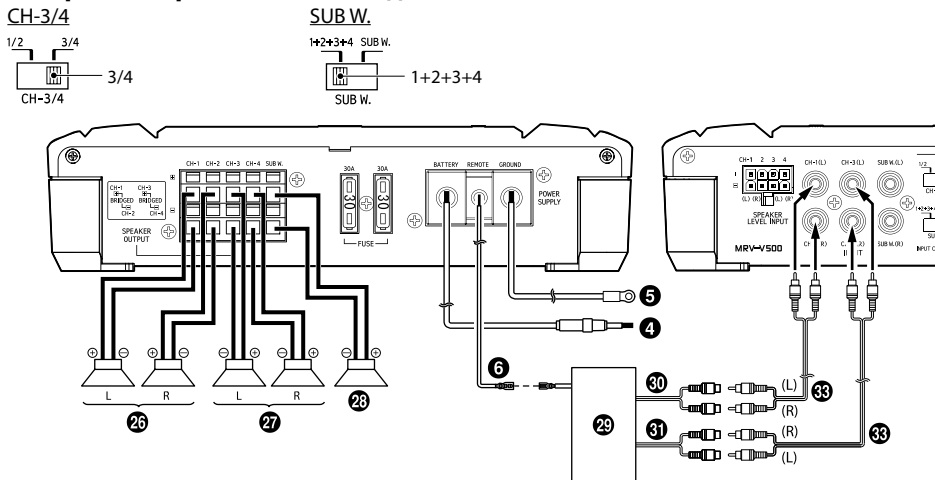 CH-3/4
1/2 3/4
3/4
CH-3/4
SUB W.
1+2+3+4 SUB W.
1+2+3+4
SUB W.
CH-1 CH-2 CH-3 CH-4 SUB W.
CH-1 CH-3
BRIDGED BRIDGED
CH-2 CH-4
SPEAKER
OUTPUT
30A 30A
30 30
FUSE
BATTERY REMOTE GROUND
POWER
SUPPLY
CH-1 2 3 4
(L) (R) (L) (R)
SPEAKER
LEVEL INPUT
MRV-V500
CH-1(L) CH-3(L) SUB W.(L)
SUB W.(R)
1/2
5
4
6
L R L R
26 27 28
29
30
31
(L)
(R)
(R)
(L)
33 33